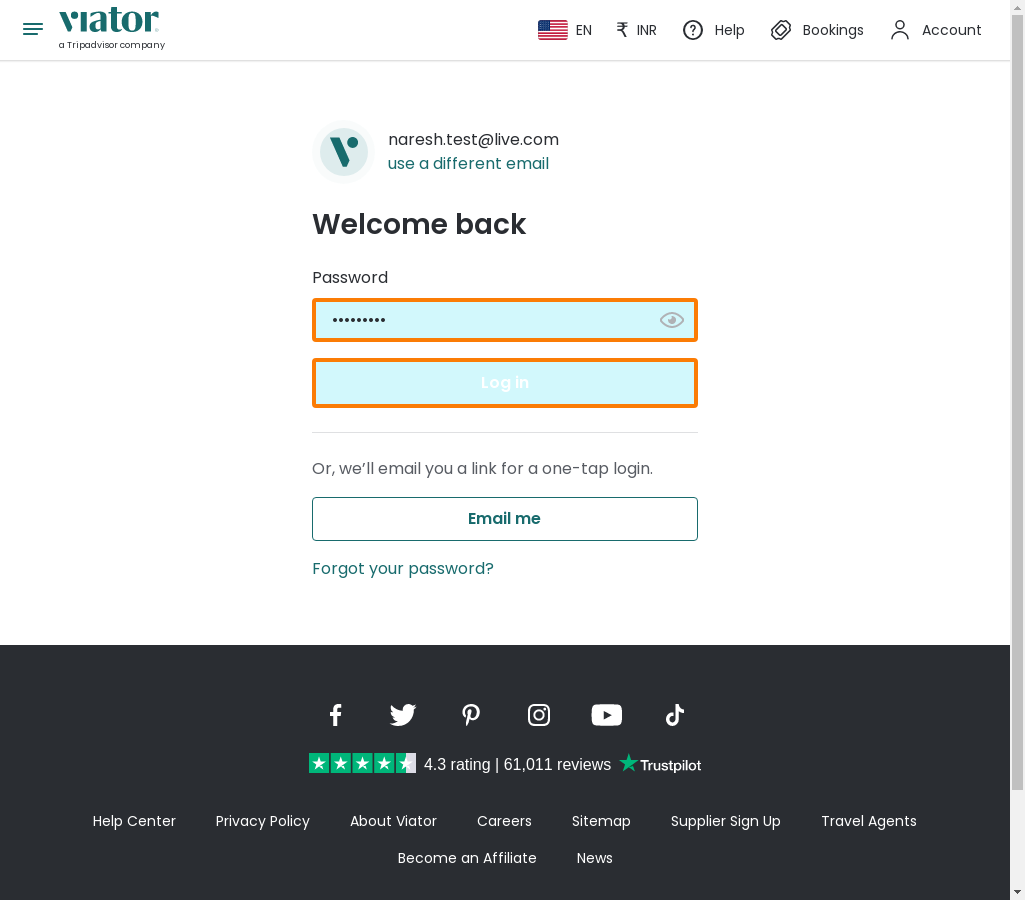 viator
a Tripadvisor company
EN
₹ INR
Help
Bookings
Account
naresh.test@live.com
use a different email
Welcome back
Password
•••••••••
Log in
Or, we’ll email you a link for a one-tap login.
Email me
Forgot your password?
4.3 rating | 61,011 reviews
Trustpilot
Help Center
Privacy Policy
About Viator
Careers
Sitemap
Supplier Sign Up
Travel Agents
Become an Affiliate
News